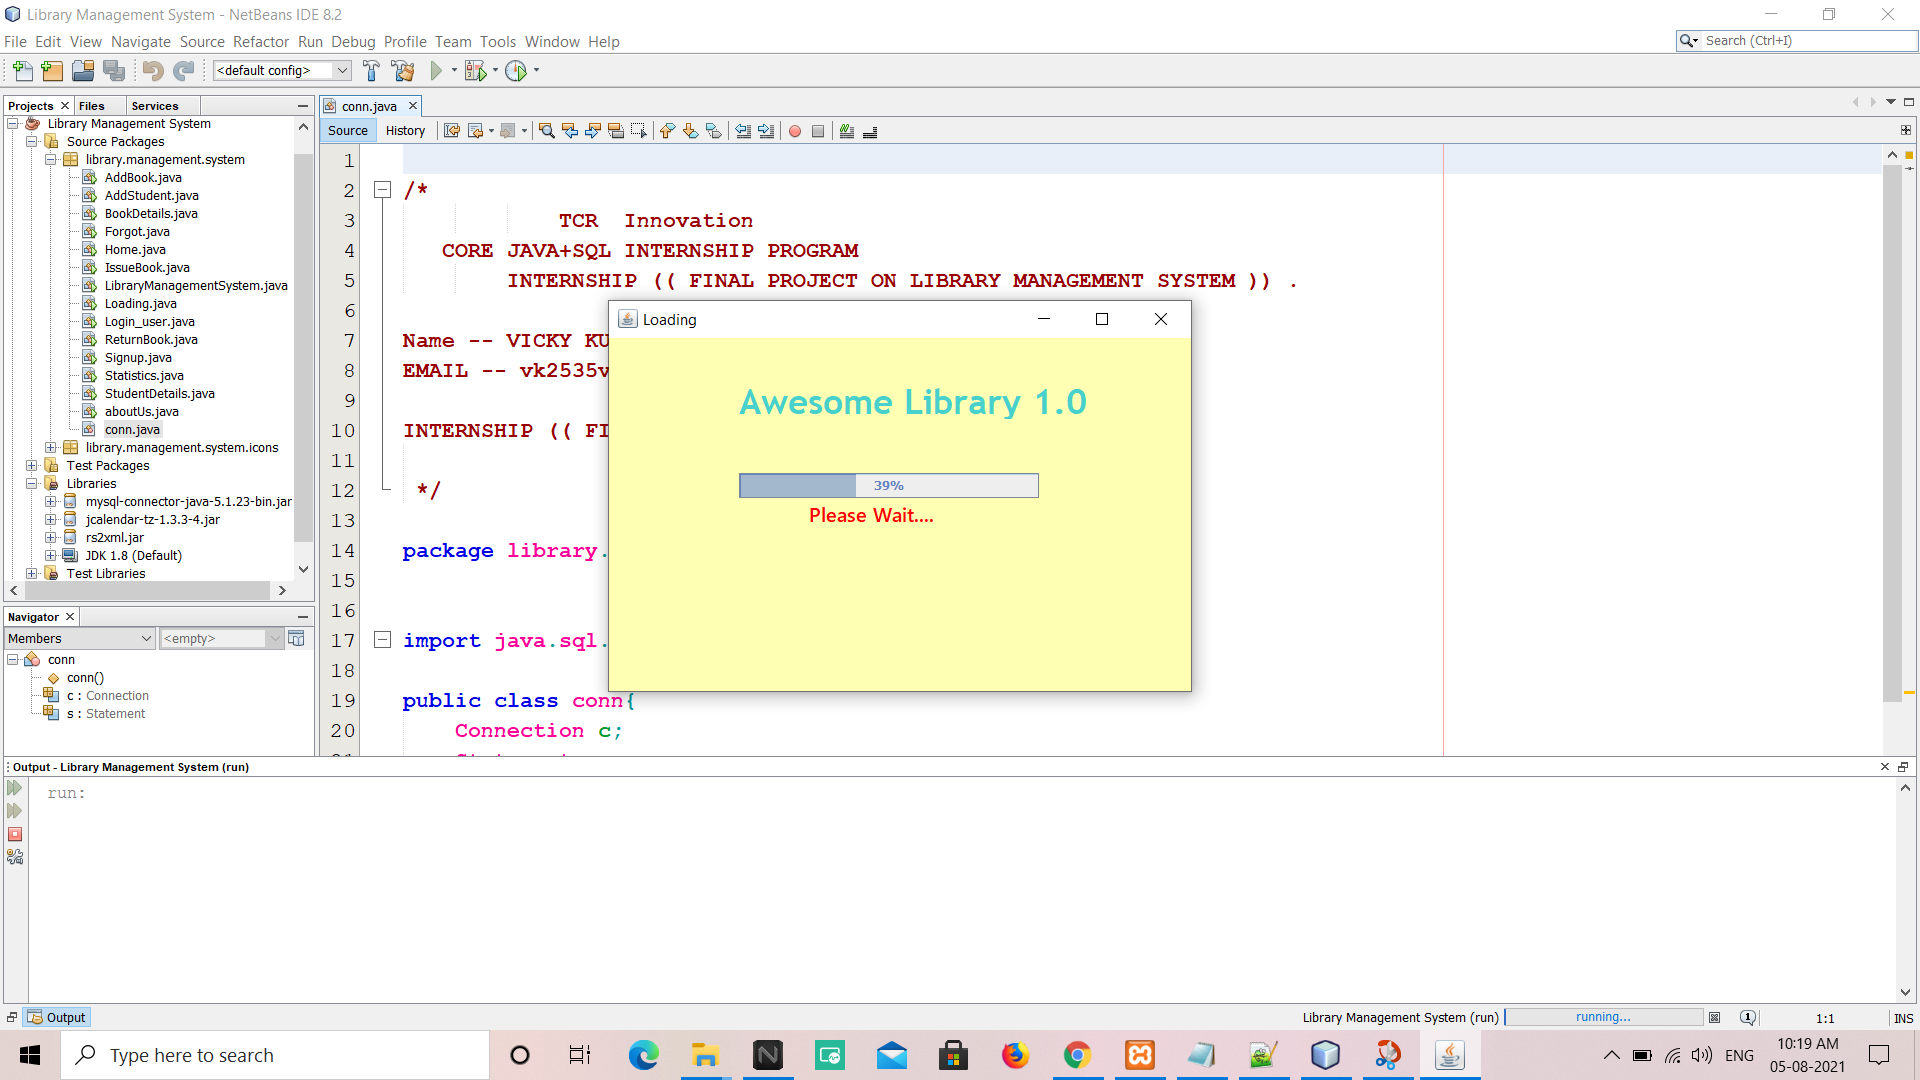 Library Management System - NetBeans IDE 8.2
File Edit View Navigate Source Refactor Run Debug Profile Team Tools Window Help
Search (Ctrl+I)
<default config>
Projects Files Services
Library Management System
Source Packages
library.management.system
AddBook.java
AddStudent.java
BookDetails.java
Forgot.java
Home.java
IssueBook.java
LibraryManagementSystem.java
Loading.java
Login_user.java
ReturnBook.java
Signup.java
Statistics.java
StudentDetails.java
aboutUs.java
conn.java
library.management.system.icons
Test Packages
Libraries
mysql-connector-java-5.1.23-bin.jar
jcalendar-tz-1.3.3-4.jar
rs2xml.jar
JDK 1.8 (Default)
Test Libraries
Navigator
Members <empty>
conn
conn()
c : Connection
s : Statement
conn.java
Source History
1
2 /*
3 TCR Innovation
4 CORE JAVA+SQL INTERNSHIP PROGRAM
5 INTERNSHIP (( FINAL PROJECT ON LIBRARY MANAGEMENT SYSTEM )) .
6
7 Name -- VICKY KU
8 EMAIL -- vk2535v
9
10 INTERNSHIP (( FI
11
12 */
13
14 package library.
15
16
17 import java.sql.
18
19 public class conn{
20 Connection c;
Loading
Awesome Library 1.0
39%
Please Wait....
Output - Library Management System (run)
run:
Output
Library Management System (run) running... 1 1:1 INS
Type here to search
ENG
10:19 AM
05-08-2021